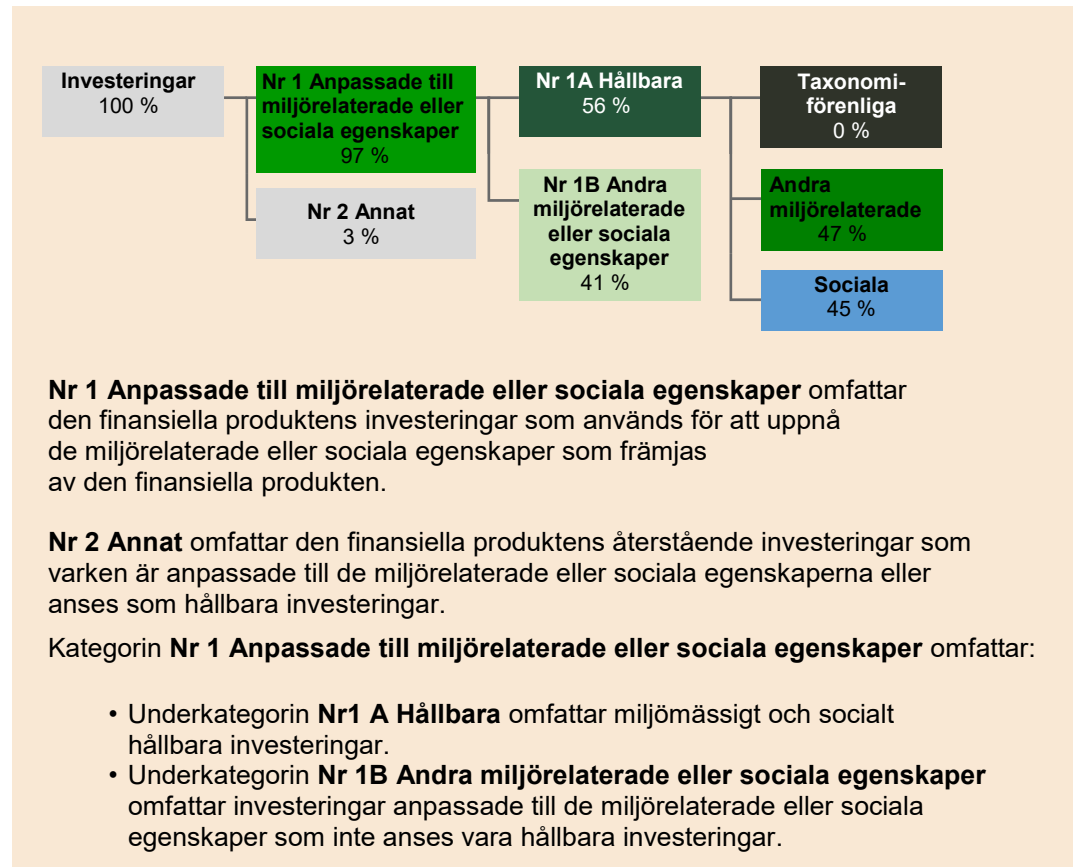 Investeringar
100 %
Nr 1 Anpassade till
miljörelaterade eller
sociala egenskaper
97 %
Nr 2 Annat
3 %
Nr 1A Hållbara
56 %
Nr 1B Andra
miljörelaterade
eller sociala
egenskaper
41 %
Taxonomi-
förenliga
0 %
Andra
miljörelaterade
47 %
Sociala
45 %
Nr 1 Anpassade till miljörelaterade eller sociala egenskaper omfattar
den finansiella produktens investeringar som används för att uppnå
de miljörelaterade eller sociala egenskaper som främjas
av den finansiella produkten.
Nr 2 Annat omfattar den finansiella produktens återstående investeringar som
varken är anpassade till de miljörelaterade eller sociala egenskaperna eller
anses som hållbara investeringar.
Kategorin Nr 1 Anpassade till miljörelaterade eller sociala egenskaper omfattar:
• Underkategorin Nr1 A Hållbara omfattar miljömässigt och socialt
hållbara investeringar.
• Underkategorin Nr 1B Andra miljörelaterade eller sociala egenskaper
omfattar investeringar anpassade till de miljörelaterade eller sociala
egenskaper som inte anses vara hållbara investeringar.